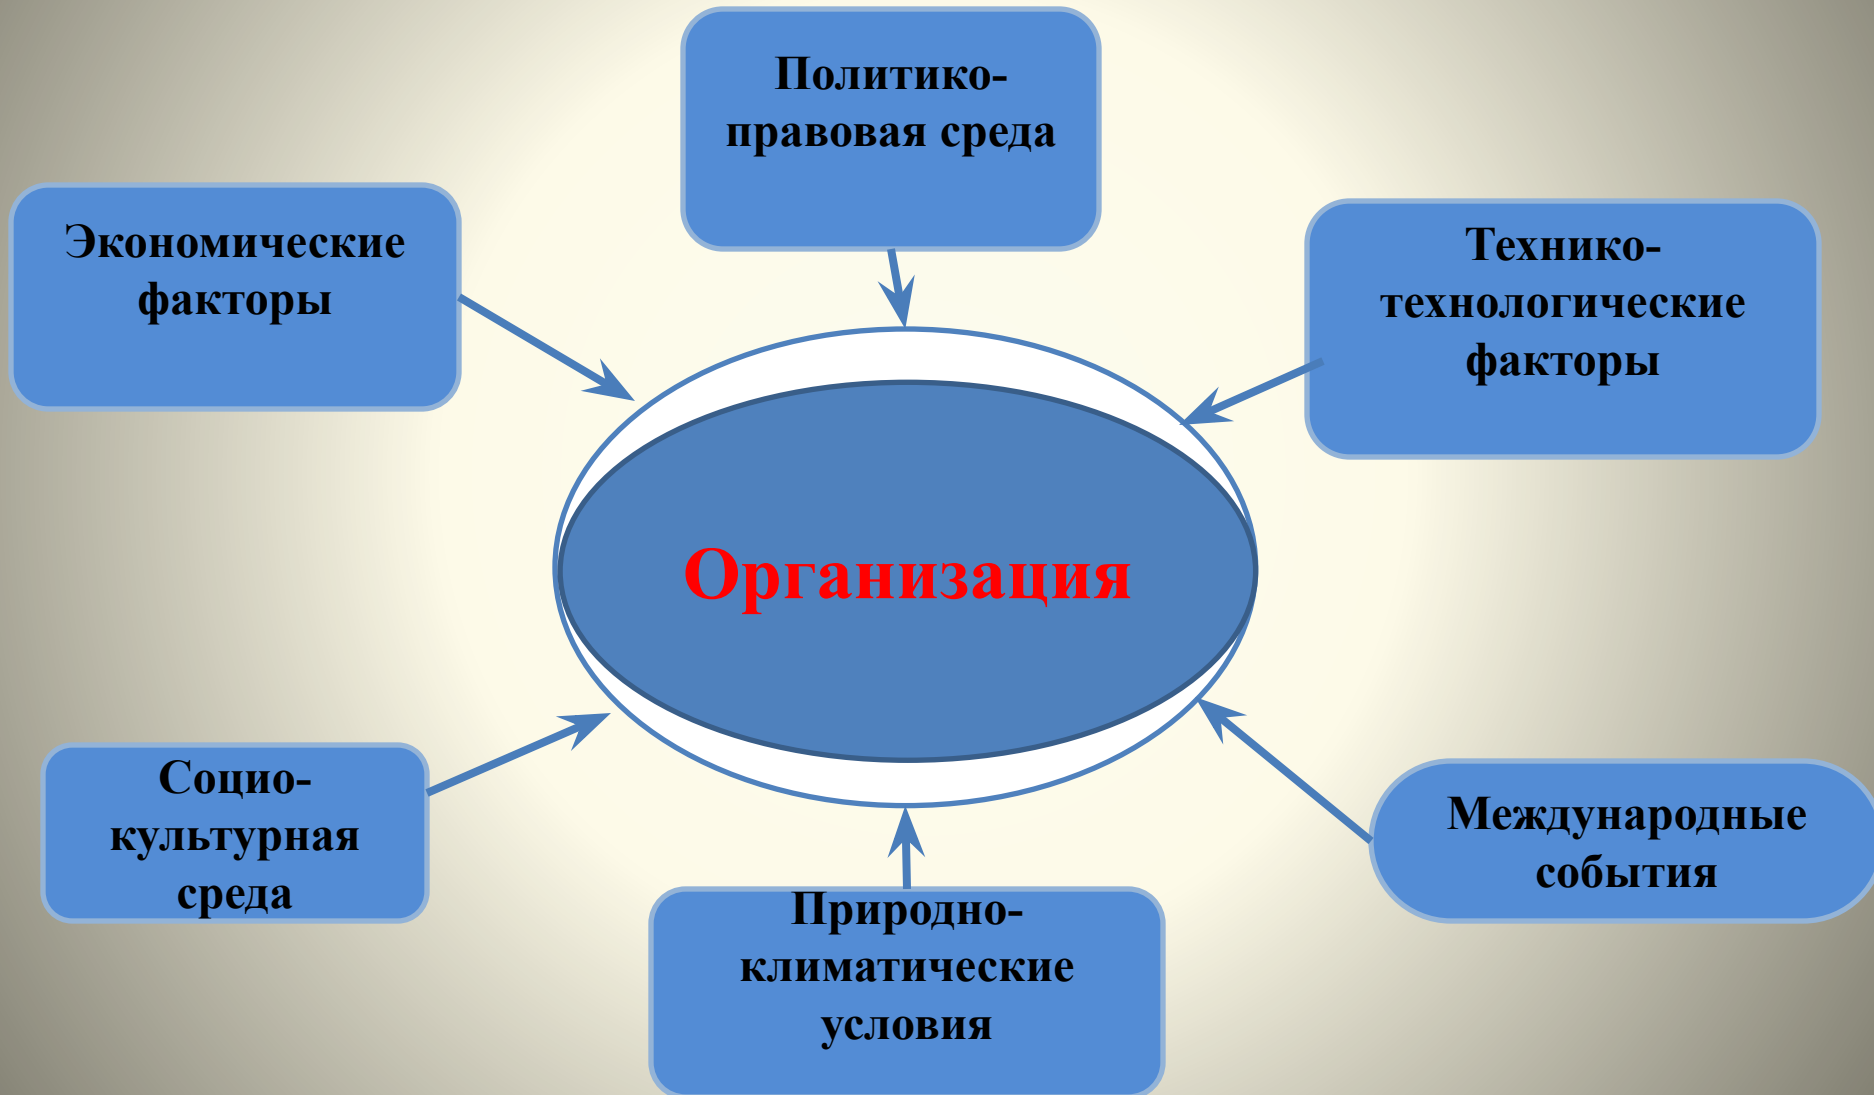 Политико-
правовая среда
Экономические
факторы
Технико-
технологические
факторы
Организация
Социо-
культурная
среда
Международные
события
Природно-
климатические
условия